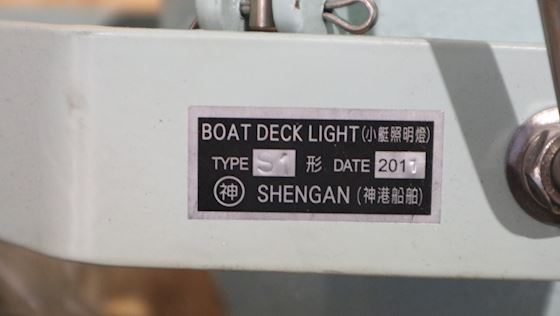 BOAT DECK LIGHT(小艇照明燈)
TYPE S1 形 DATE 2011
神 SHENGAN (神港船舶)